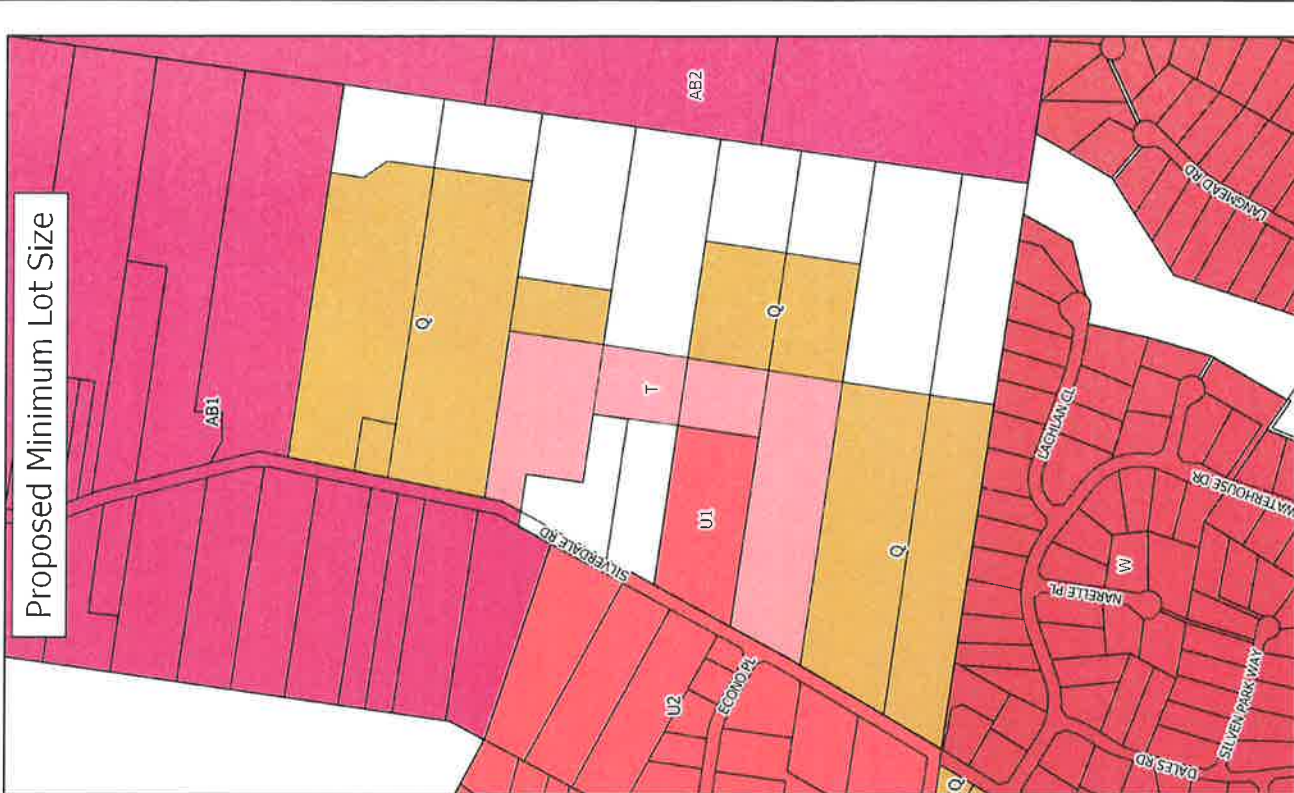 Proposed Minimum Lot Size
AB2
AB1
Q
Q
T
U1
Q
SILVERDALE RD
U2
ECONO PL
LANGMEAD RD
LACHLAN CL
WATERHOUSE DR
W
NARELLE PL
SILVEN PARK WAY
DALES RD
Q